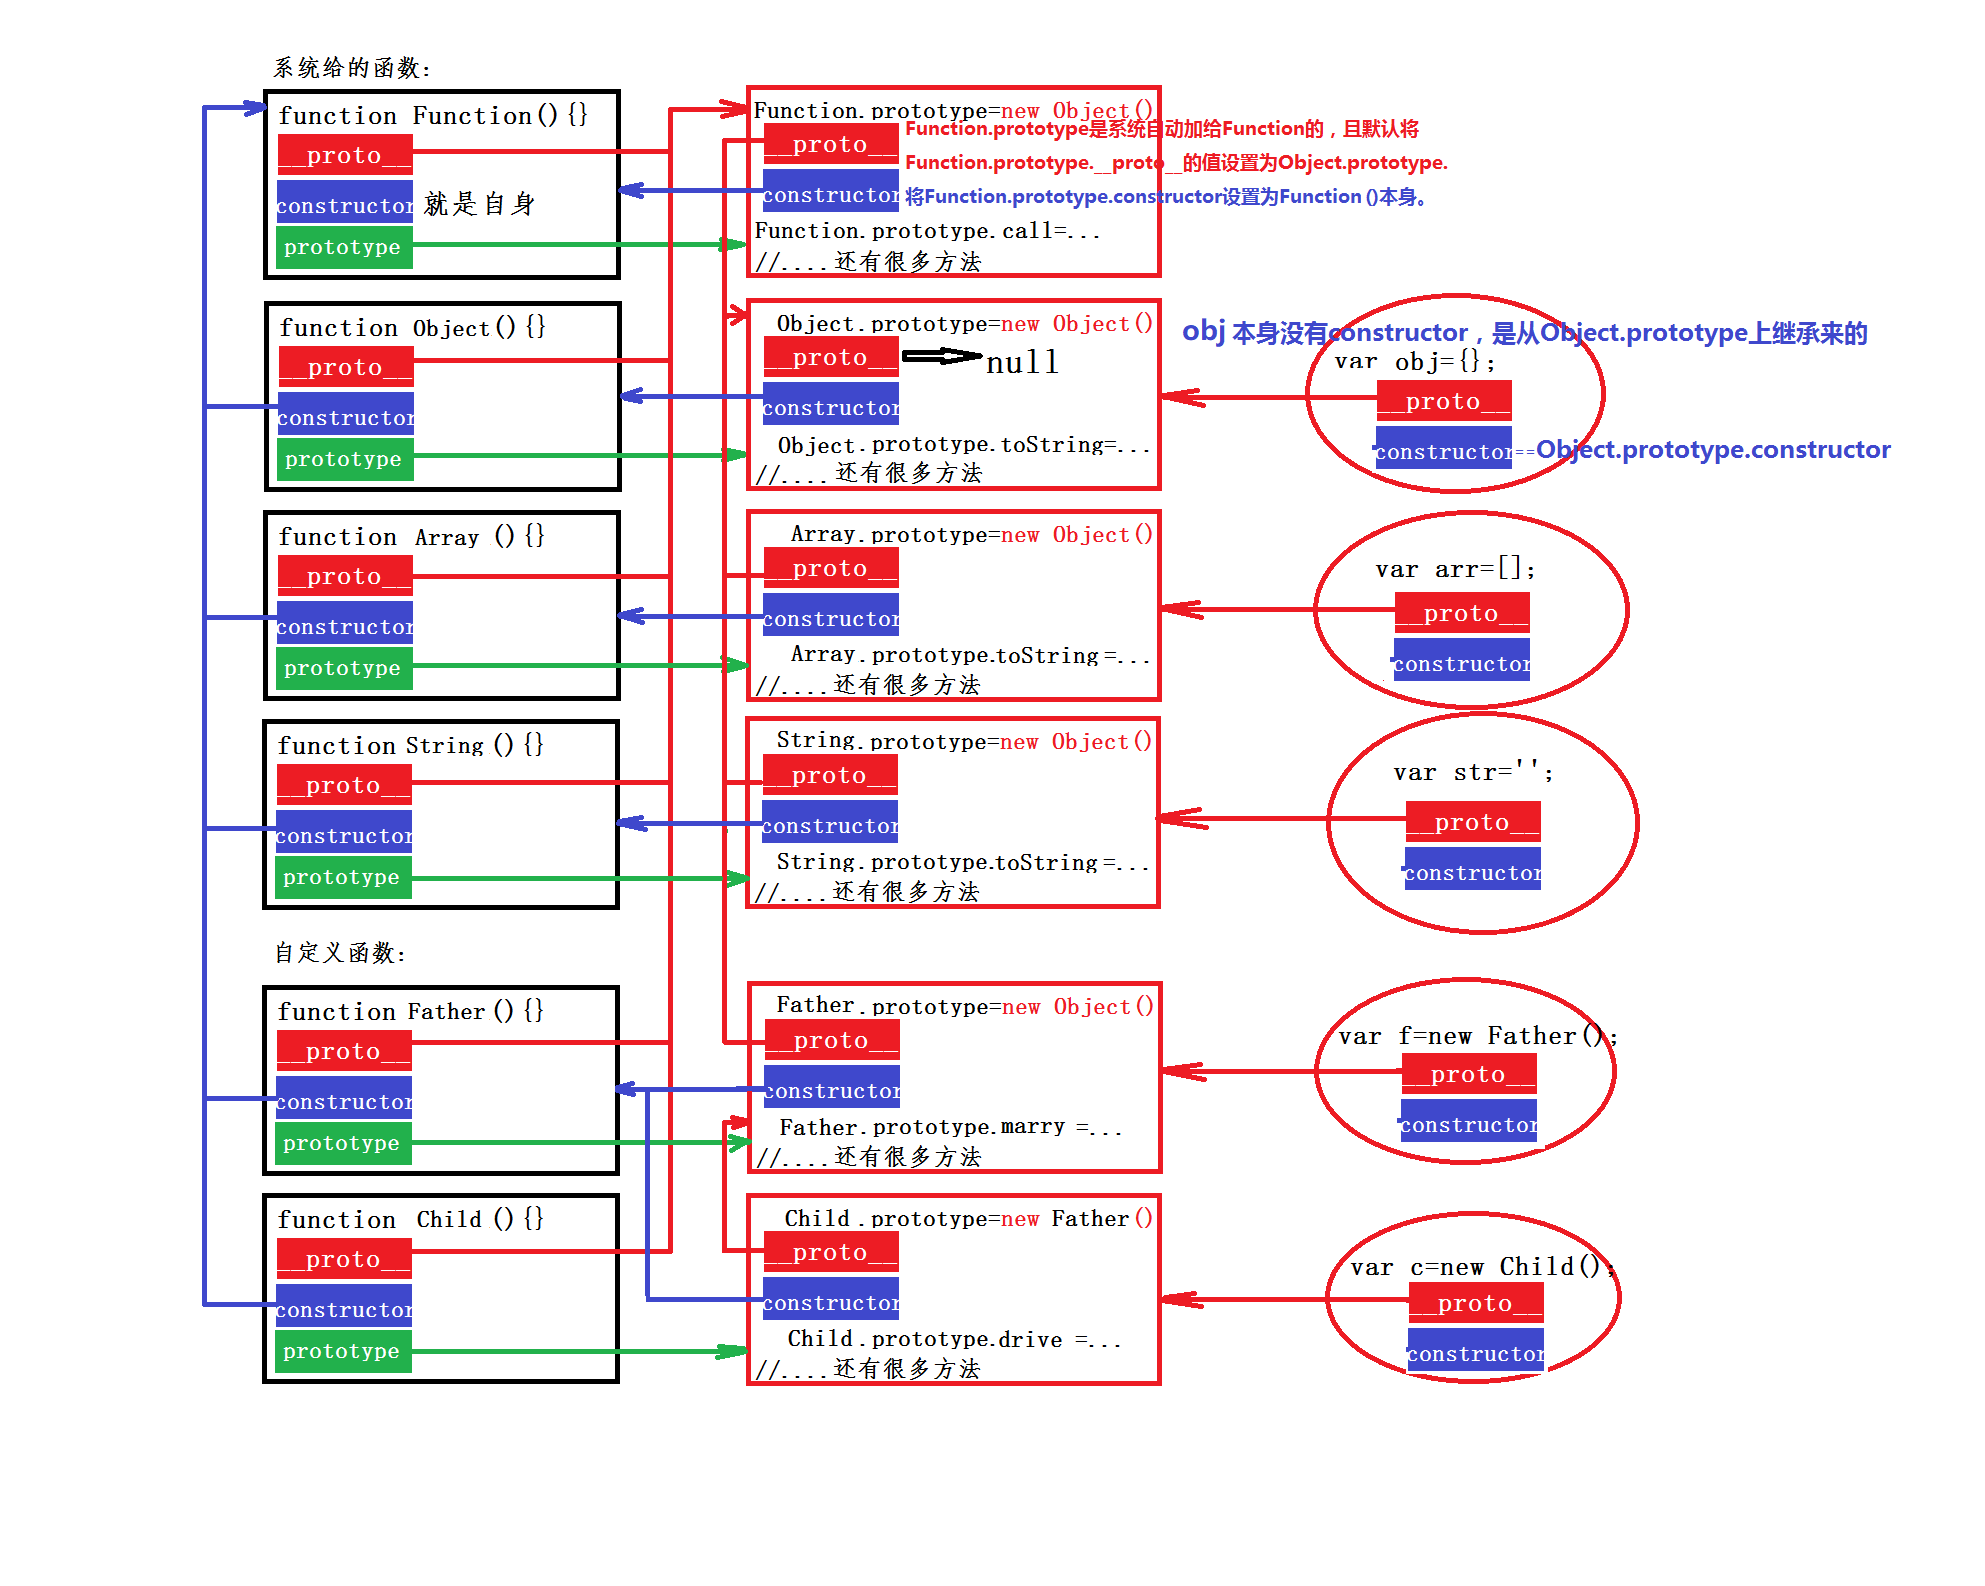 系统给的函数:
function Function(){}
__proto__
constructor 就是自身
prototype
Function.prototype=new Object()
__proto__
Function.prototype是系统自动加给Function的，且默认将
Function.prototype.__proto__的值设置为Object.prototype.
constructor
将Function.prototype.constructor设置为Function()本身。
Function.prototype.call=...
//....还有很多方法
function Object(){}
__proto__
constructor
prototype
Object.prototype=new Object()
__proto__
null
constructor
Object.prototype.toString=...
//....还有很多方法
obj 本身没有constructor，是从Object.prototype上继承来的
var obj={};
__proto__
constructor==Object.prototype.constructor
function Array (){}
__proto__
constructor
prototype
Array.prototype=new Object()
__proto__
constructor
Array.prototype.toString=...
//....还有很多方法
var arr=[];
__proto__
constructor
function String (){}
__proto__
constructor
prototype
String.prototype=new Object()
__proto__
constructor
String.prototype.toString=...
//....还有很多方法
var str='';
__proto__
constructor
自定义函数:
function Father (){}
__proto__
constructor
prototype
Father.prototype=new Object()
__proto__
constructor
Father.prototype.marry =...
//....还有很多方法
var f=new Father();
__proto__
constructor
function Child (){}
__proto__
constructor
prototype
Child.prototype=new Father()
__proto__
constructor
Child.prototype.drive =...
//....还有很多方法
var c=new Child();
__proto__
constructor